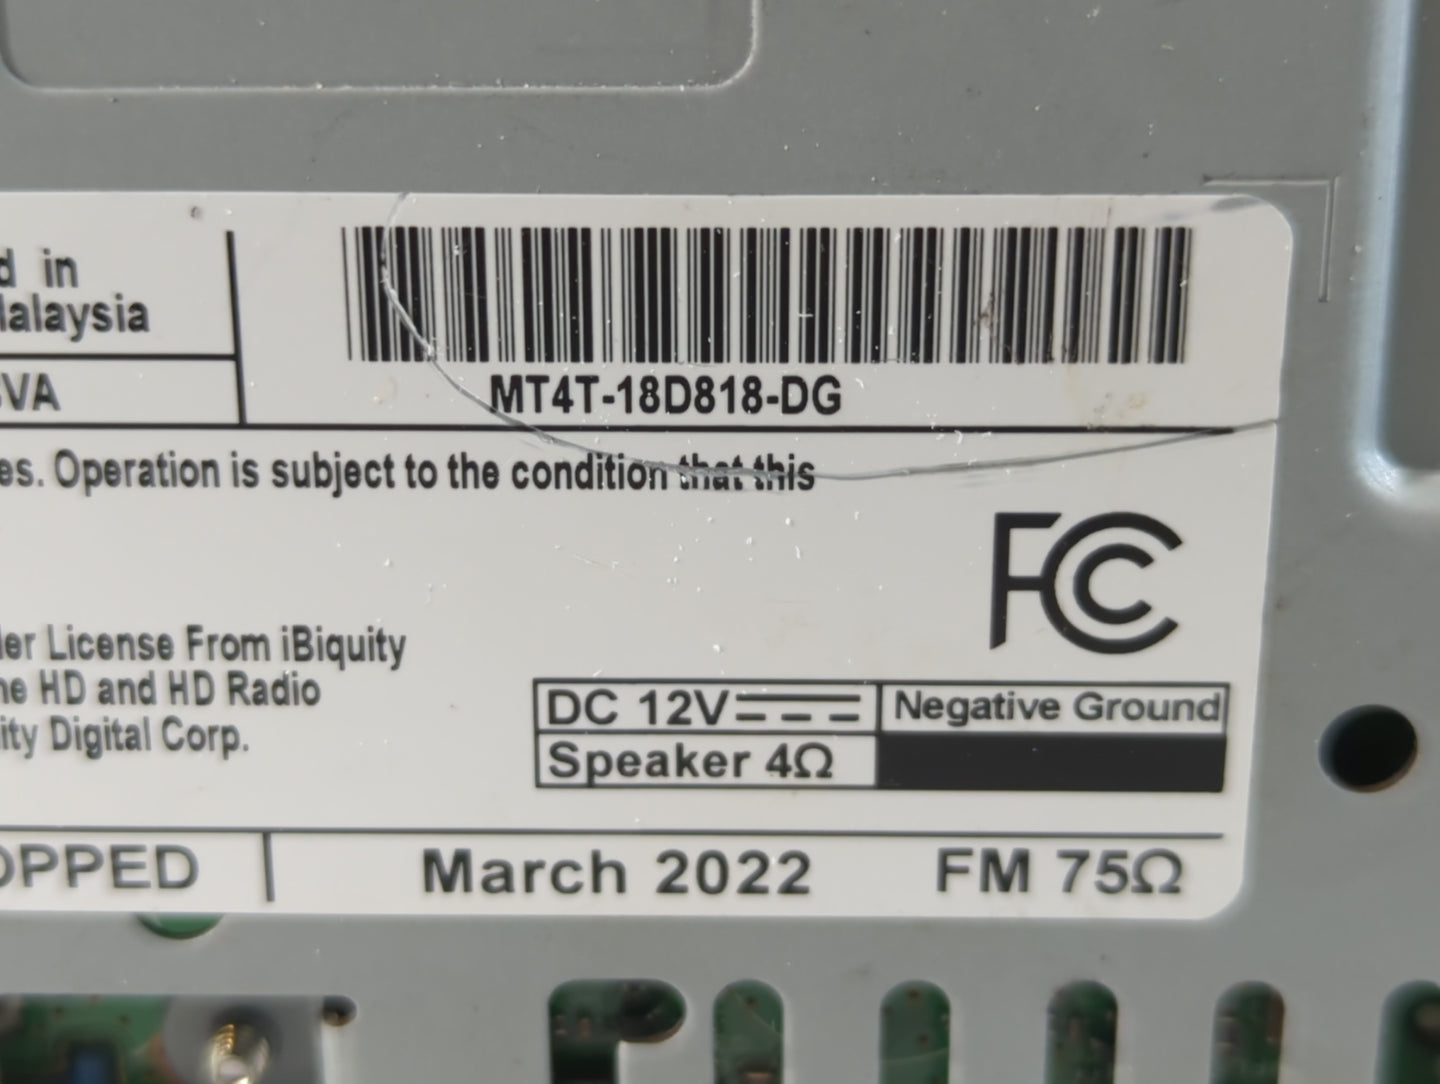 d in
alaysia
VA
MT4T-18D818-DG
es. Operation is subject to the condition that this
FC
er License From iBiquity
he HD and HD Radio
ity Digital Corp.
DC 12V Negative Ground
Speaker 4Ω
OPPED March 2022 FM 75Ω